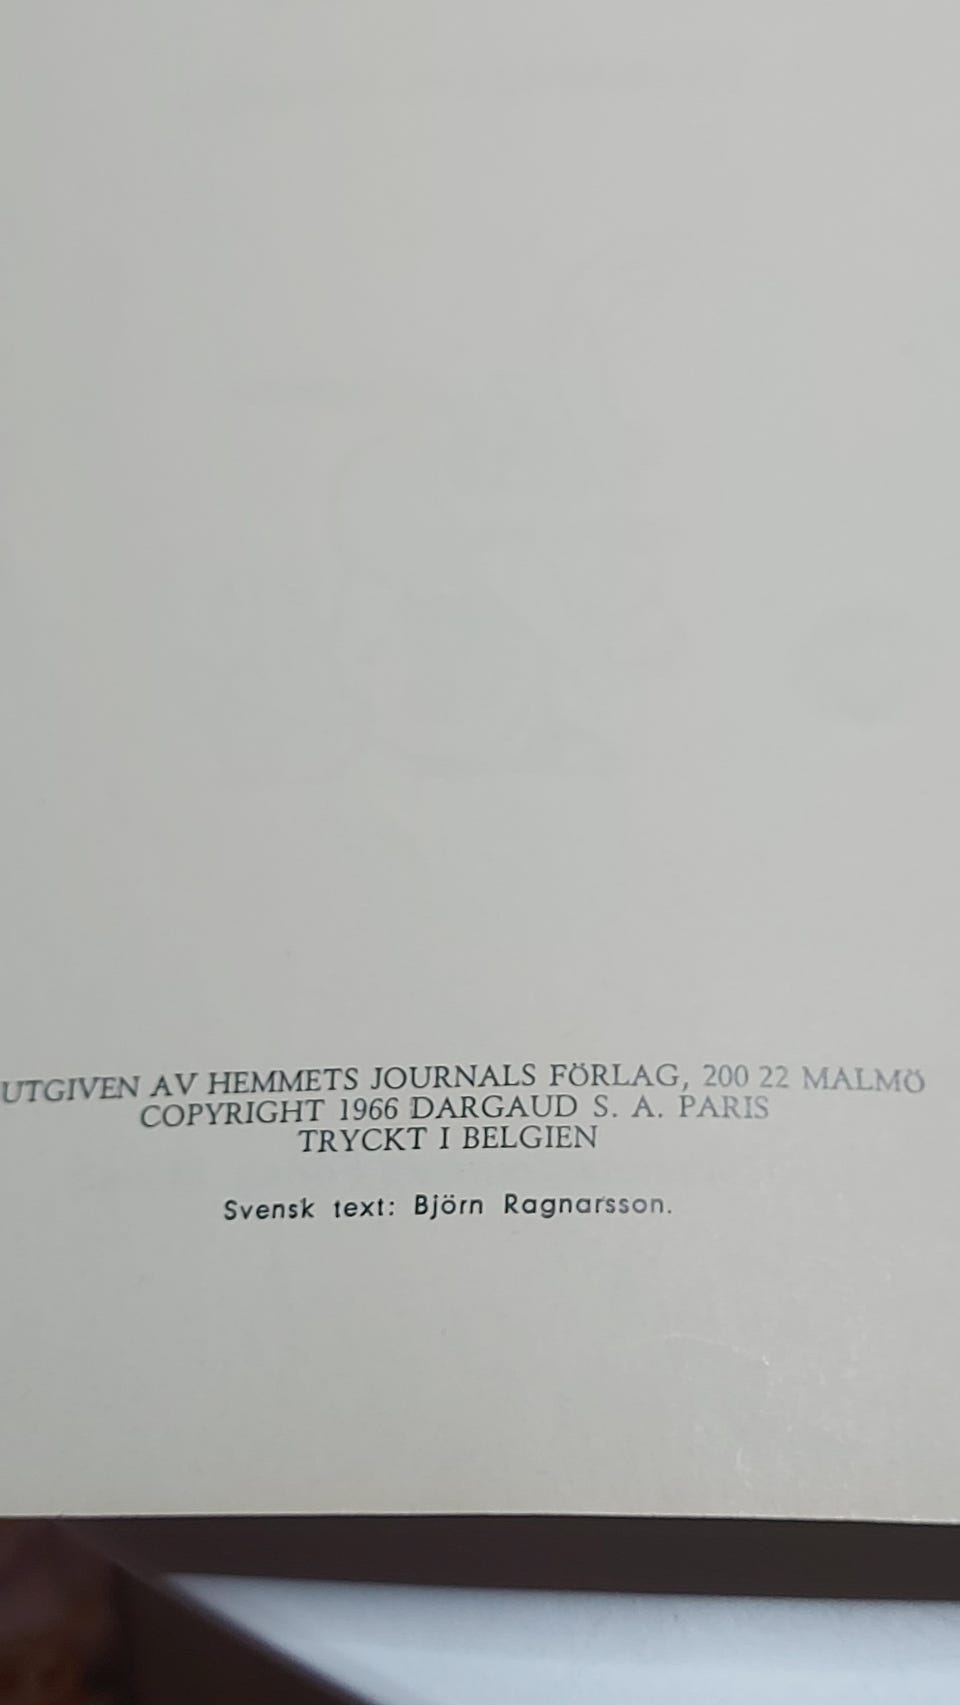 UTGIVEN AV HEMMETS JOURNALS FÖRLAG, 200 22 MALMÖ
COPYRIGHT 1966 DARGAUD S. A. PARIS
TRYCKT I BELGIEN
Svensk text: Björn Ragnarsson.